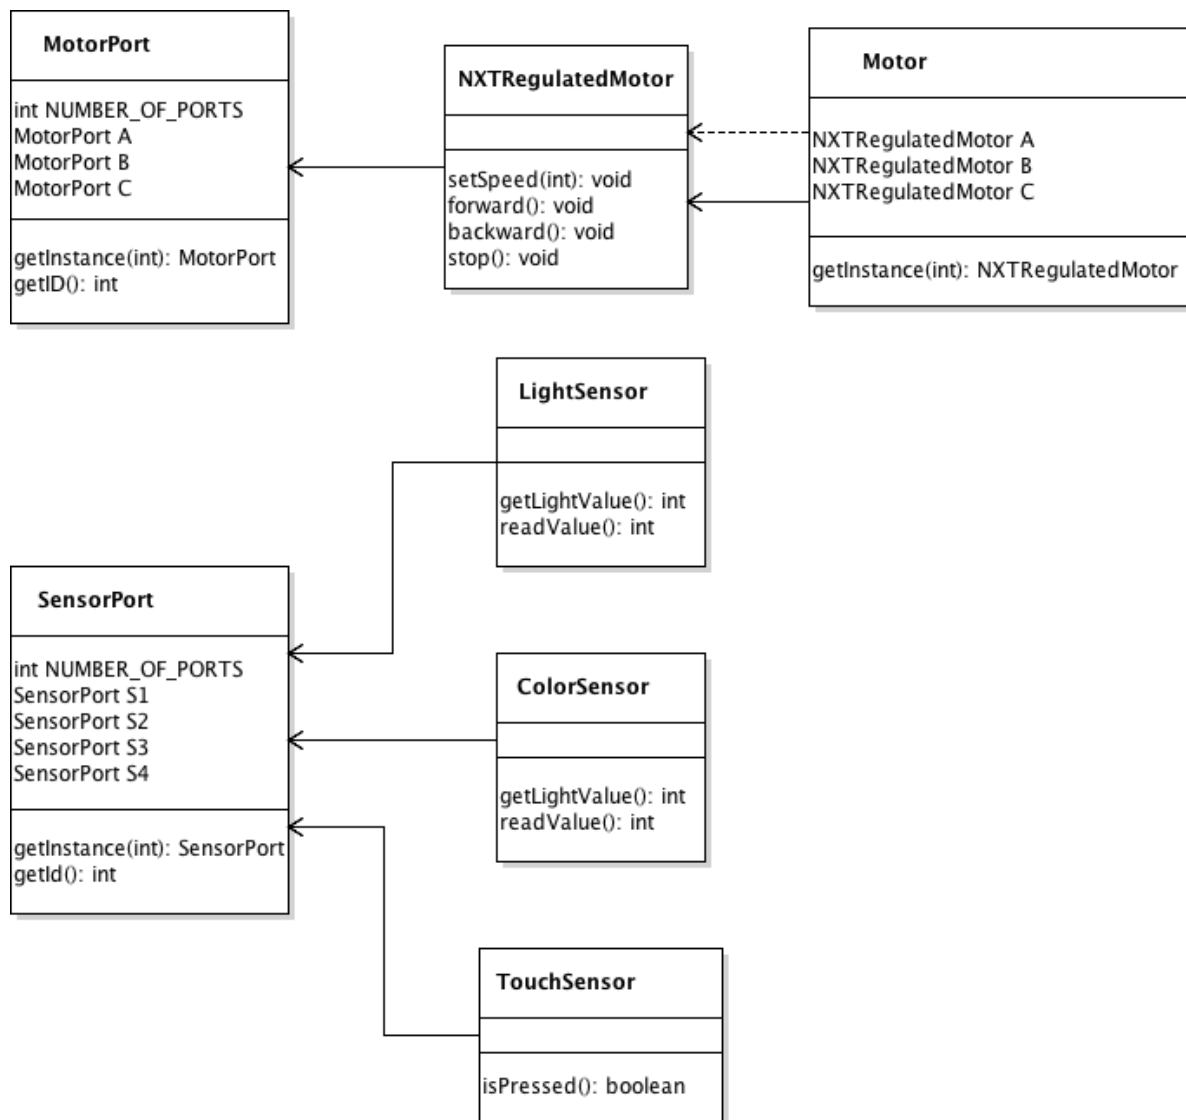 MotorPort
int NUMBER_OF_PORTS
MotorPort A
MotorPort B
MotorPort C
getInstance(int): MotorPort
getID(): int
NXTRegulatedMotor
setSpeed(int): void
forward(): void
backward(): void
stop(): void
Motor
NXTRegulatedMotor A
NXTRegulatedMotor B
NXTRegulatedMotor C
getInstance(int): NXTRegulatedMotor
LightSensor
getLightValue(): int
readValue(): int
SensorPort
int NUMBER_OF_PORTS
SensorPort S1
SensorPort S2
SensorPort S3
SensorPort S4
getInstance(int): SensorPort
getId(): int
ColorSensor
getLightValue(): int
readValue(): int
TouchSensor
isPressed(): boolean